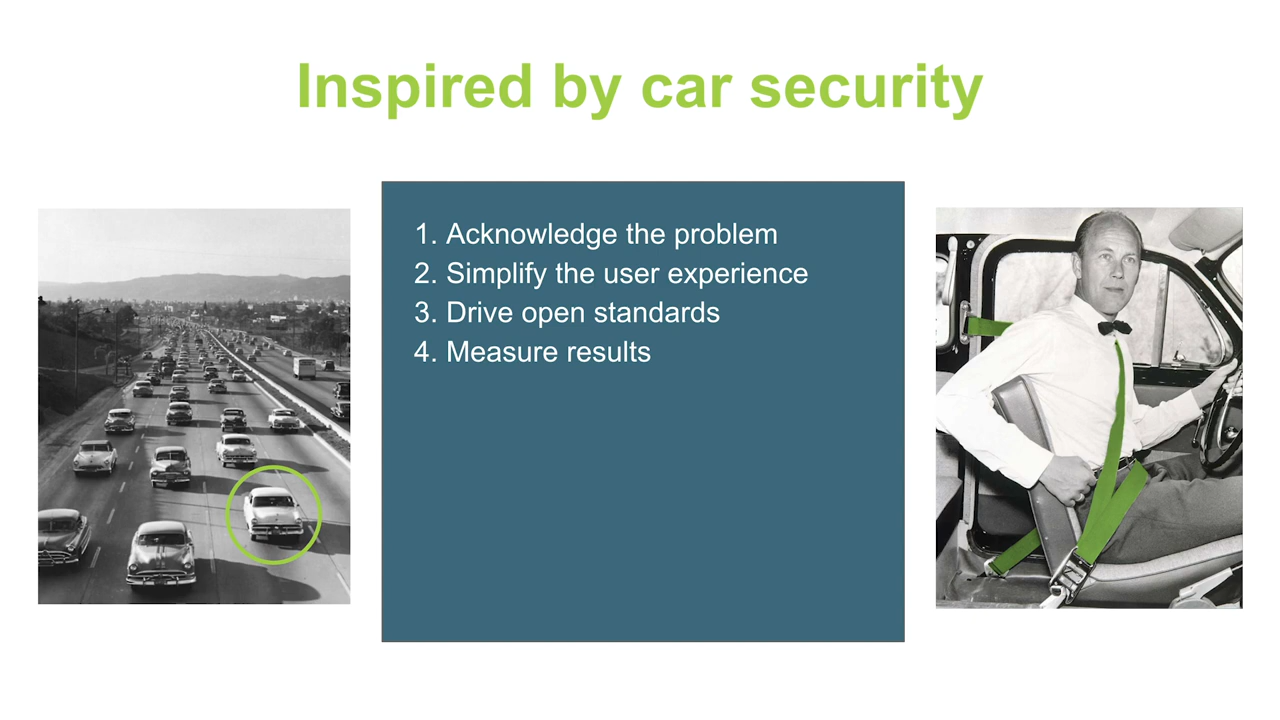 Inspired by car security
1. Acknowledge the problem
2. Simplify the user experience
3. Drive open standards
4. Measure results